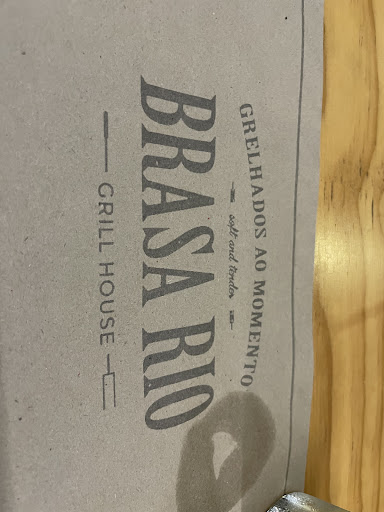 GRELHADOS AO MOMENTO
soft and tender
BRASA RIO
GRILL HOUSE